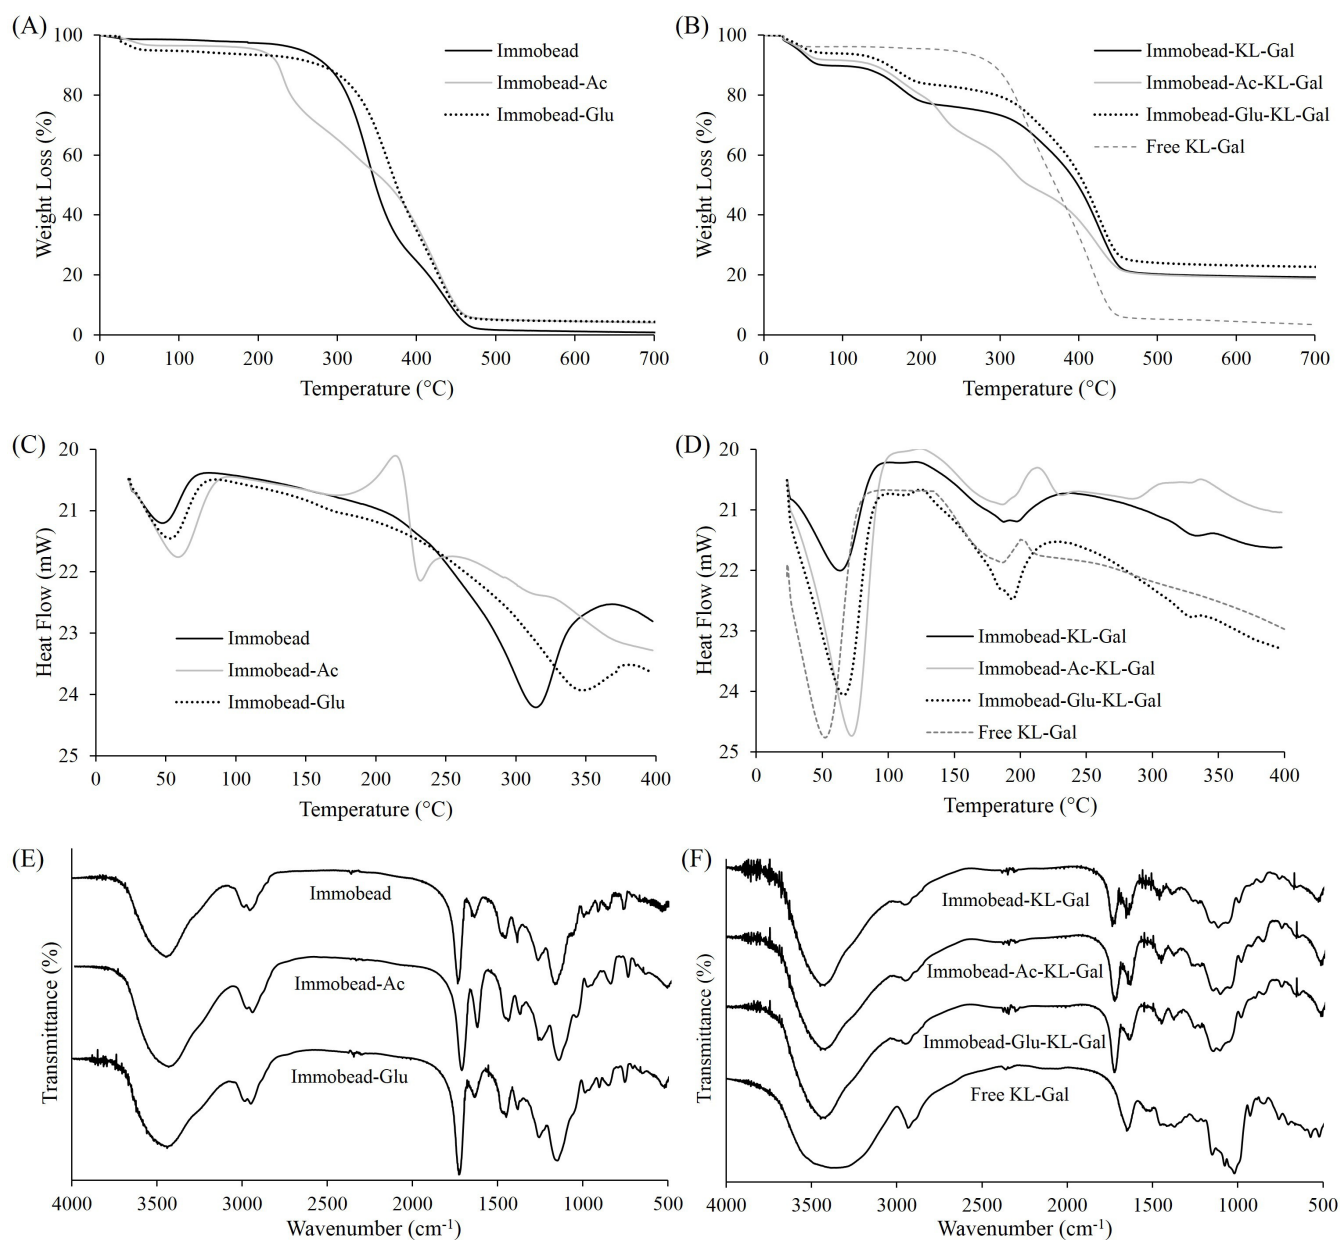 (A)
100
80
60
40
20
0
Weight Loss (%)
Immobead
Immobead-Ac
Immobead-Glu
0 100 200 300 400 500 600 700
Temperature (°C)
(B)
100
80
60
40
20
0
Weight Loss (%)
Immobead-KL-Gal
Immobead-Ac-KL-Gal
Immobead-Glu-KL-Gal
Free KL-Gal
0 100 200 300 400 500 600 700
Temperature (°C)
(C)
20
21
22
23
24
25
Heat Flow (mW)
Immobead
Immobead-Ac
Immobead-Glu
0 50 100 150 200 250 300 350 400
Temperature (°C)
(D)
20
21
22
23
24
25
Heat Flow (mW)
Immobead-KL-Gal
Immobead-Ac-KL-Gal
Immobead-Glu-KL-Gal
Free KL-Gal
0 50 100 150 200 250 300 350 400
Temperature (°C)
(E)
Transmittance (%)
Immobead
Immobead-Ac
Immobead-Glu
4000 3500 3000 2500 2000 1500 1000 500
Wavenumber (cm⁻¹)
(F)
Transmittance (%)
Immobead-KL-Gal
Immobead-Ac-KL-Gal
Immobead-Glu-KL-Gal
Free KL-Gal
4000 3500 3000 2500 2000 1500 1000 500
Wavenumber (cm⁻¹)